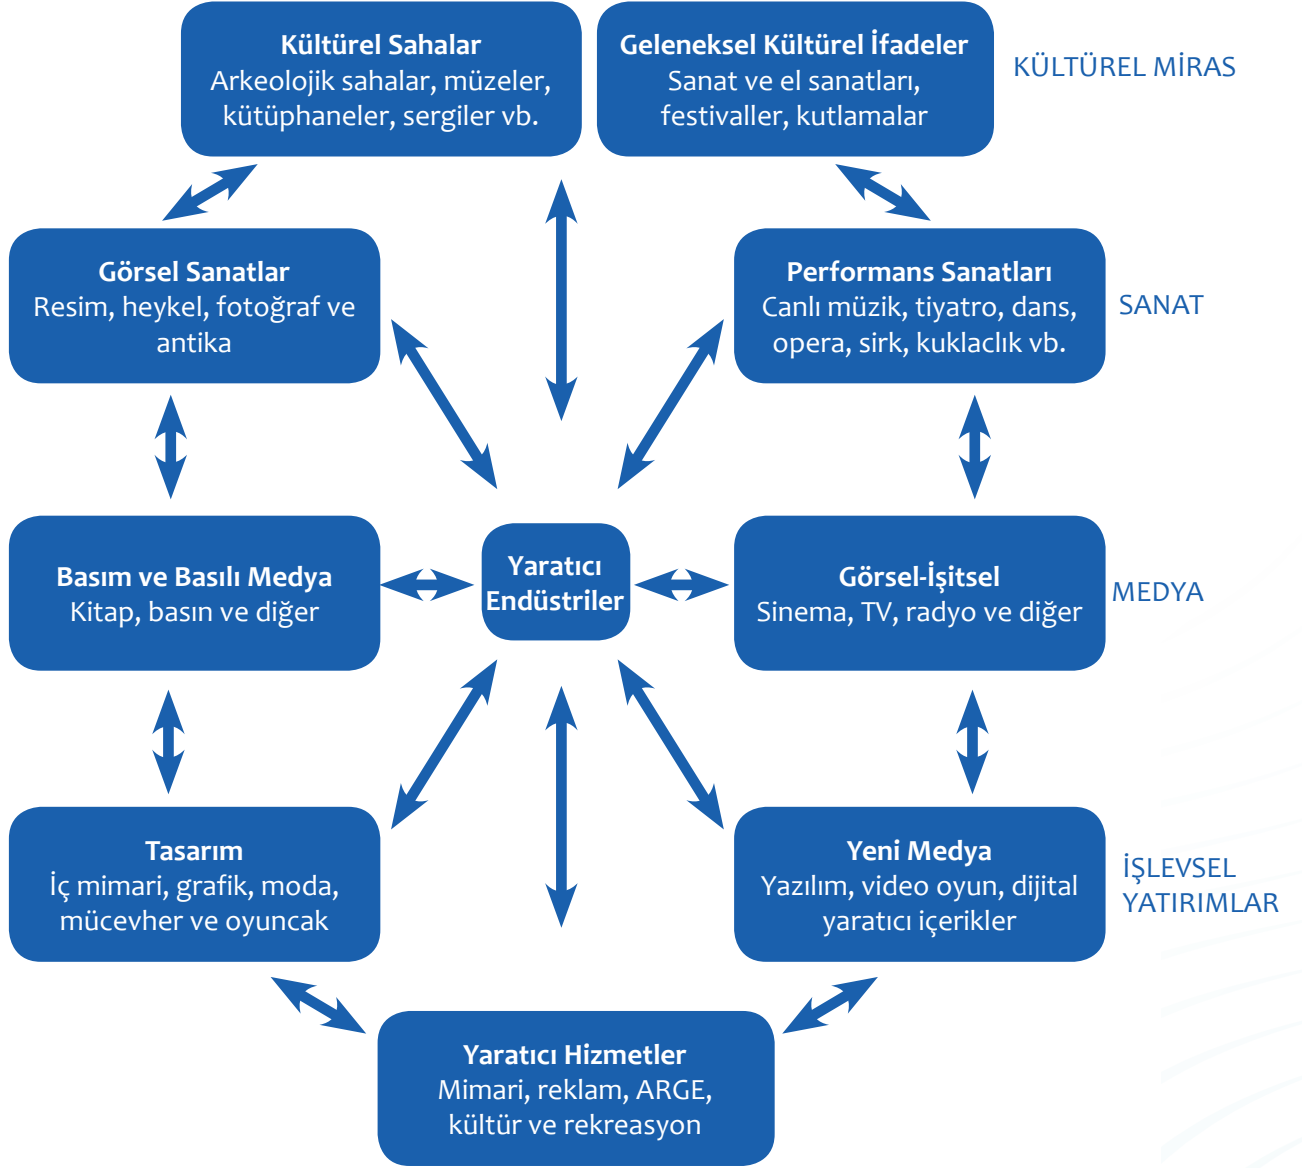 Kültürel Sahalar
Arkeolojik sahalar, müzeler,
kütüphaneler, sergiler vb.
Geleneksel Kültürel İfadeler
Sanat ve el sanatları,
festivaller, kutlamalar
KÜLTÜREL MİRAS
Görsel Sanatlar
Resim, heykel, fotoğraf ve
antika
Performans Sanatları
Canlı müzik, tiyatro, dans,
opera, sirk, kuklaclık vb.
SANAT
Basım ve Basılı Medya
Kitap, basın ve diğer
Yaratıcı
Endüstriler
Görsel-İşitsel
Sinema, TV, radyo ve diğer
MEDYA
Tasarım
İç mimari, grafik, moda,
mücevher ve oyuncak
Yeni Medya
Yazılım, video oyun, dijital
yaratıcı içerikler
İŞLEVSEL
YATIRIMLAR
Yaratıcı Hizmetler
Mimari, reklam, ARGE,
kültür ve rekreasyon